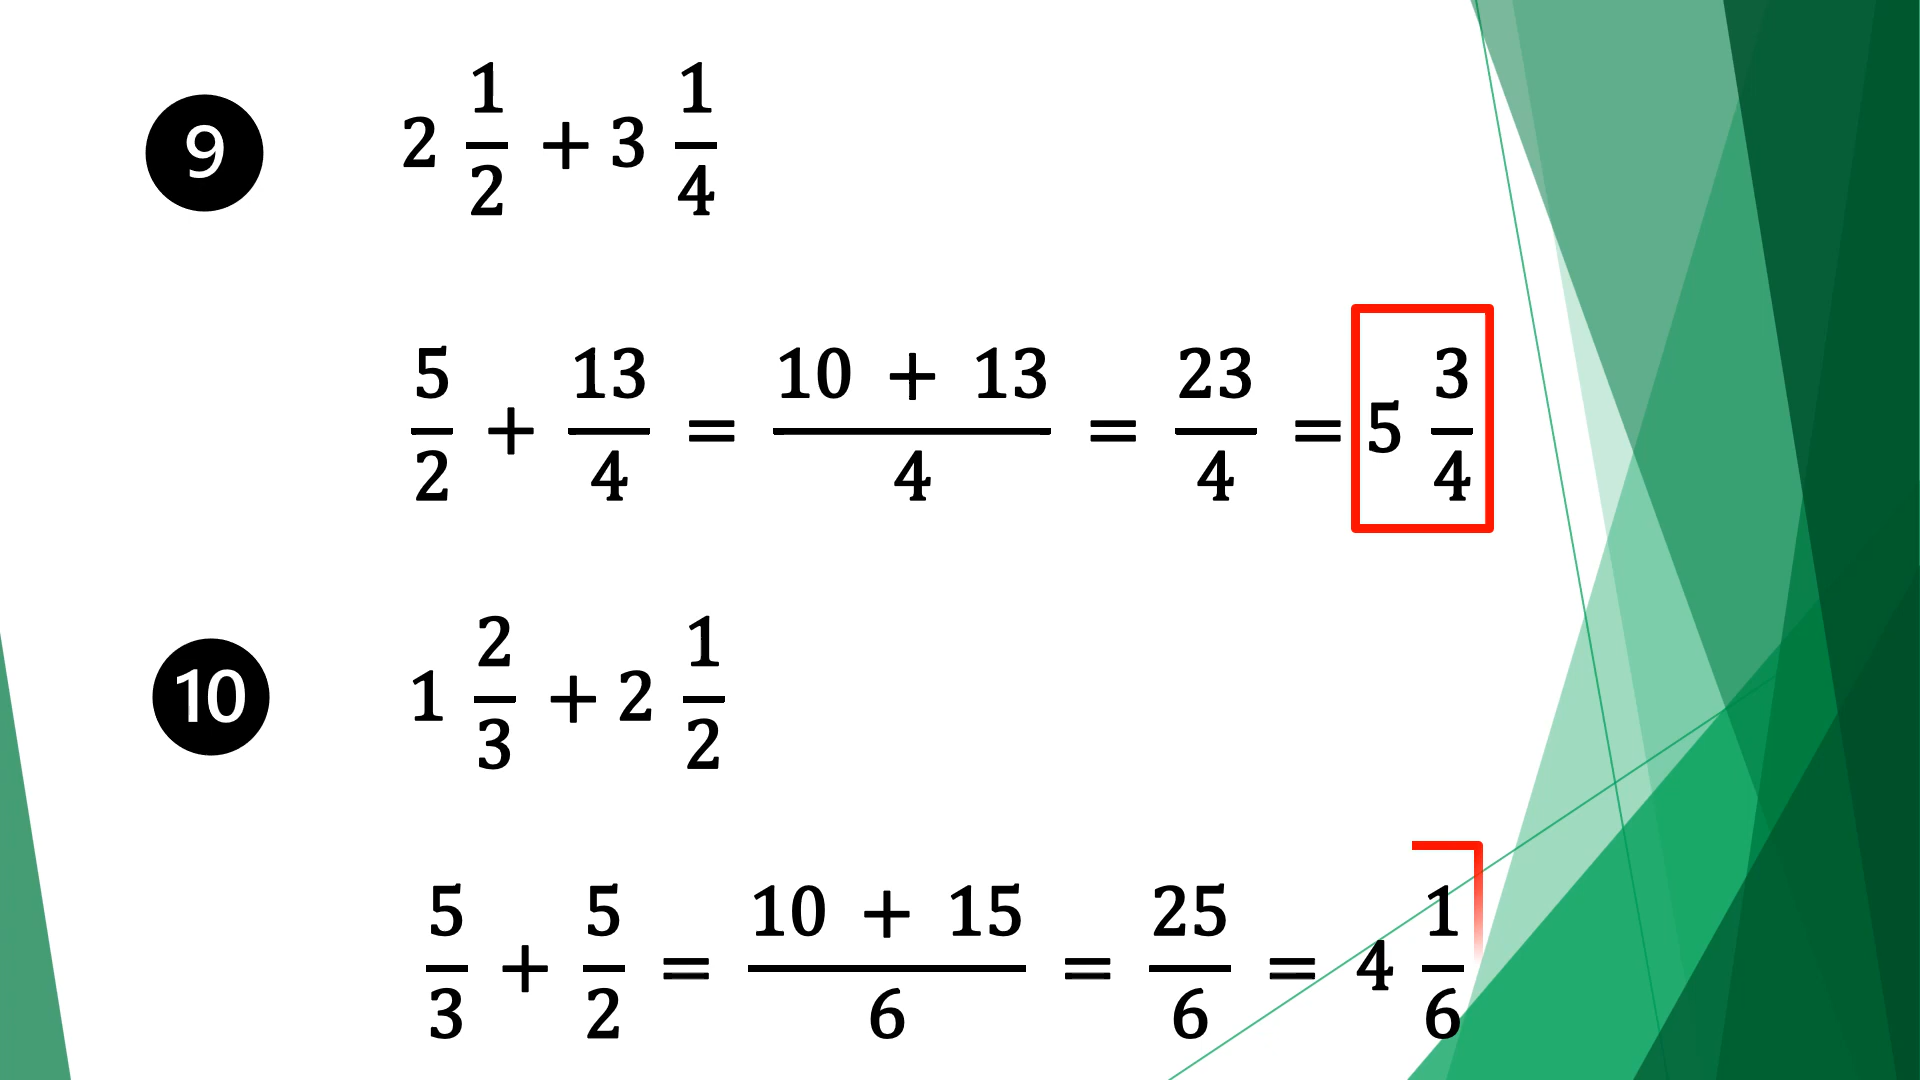 9 2 1/2 + 3 1/4
5/2 + 13/4 = 10 + 13/4 = 23/4 = 5 3/4
10 1 2/3 + 2 1/2
5/3 + 5/2 = 10 + 15/6 = 25/6 = 4 1/6